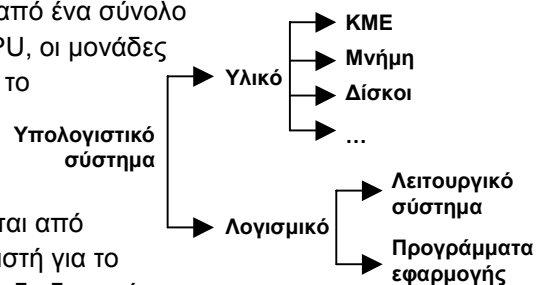 από ένα σύνολο
PU, οι μονάδες
το
ται από
ιστή για το
Υπολογιστικό
σύστημα
Υλικό
ΚΜΕ
Μνήμη
Δίσκοι
...
Λογισμικό
Λειτουργικό
σύστημα
Προγράμματα
εφαρμογής